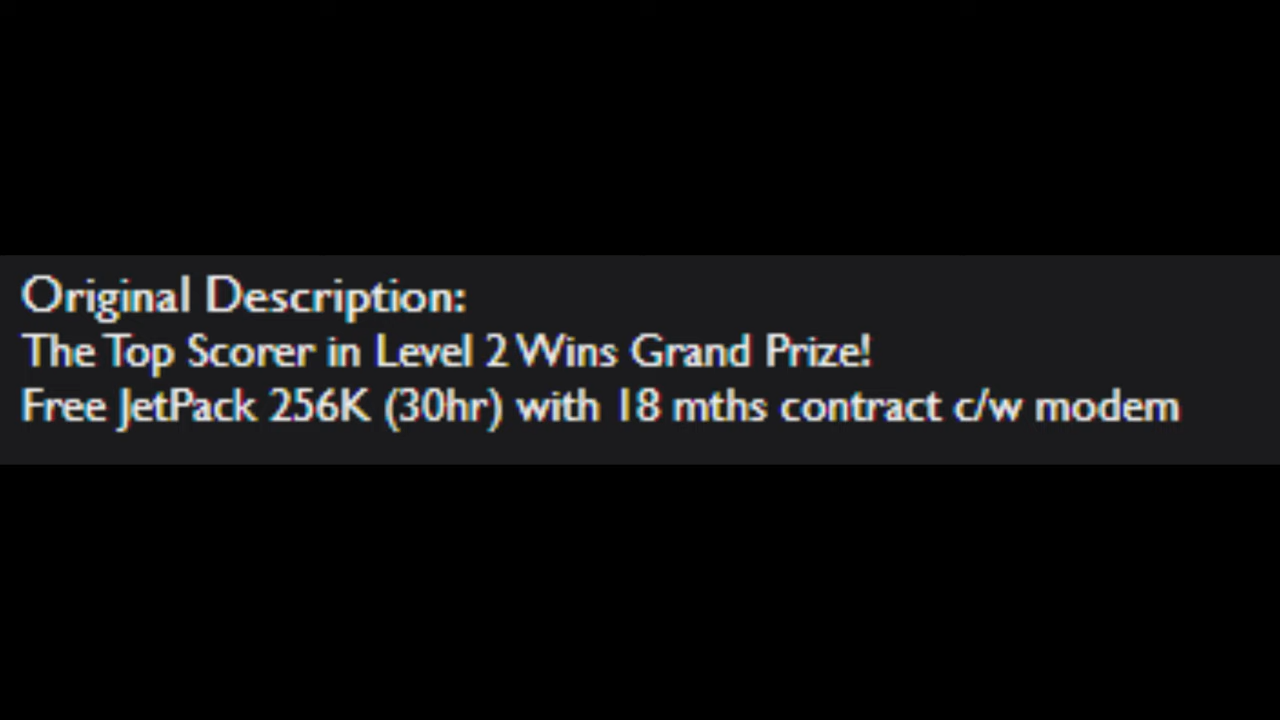 Original Description:
The Top Scorer in Level 2 Wins Grand Prize!
Free JetPack 256K (30hr) with 18 mths contract c/w modem